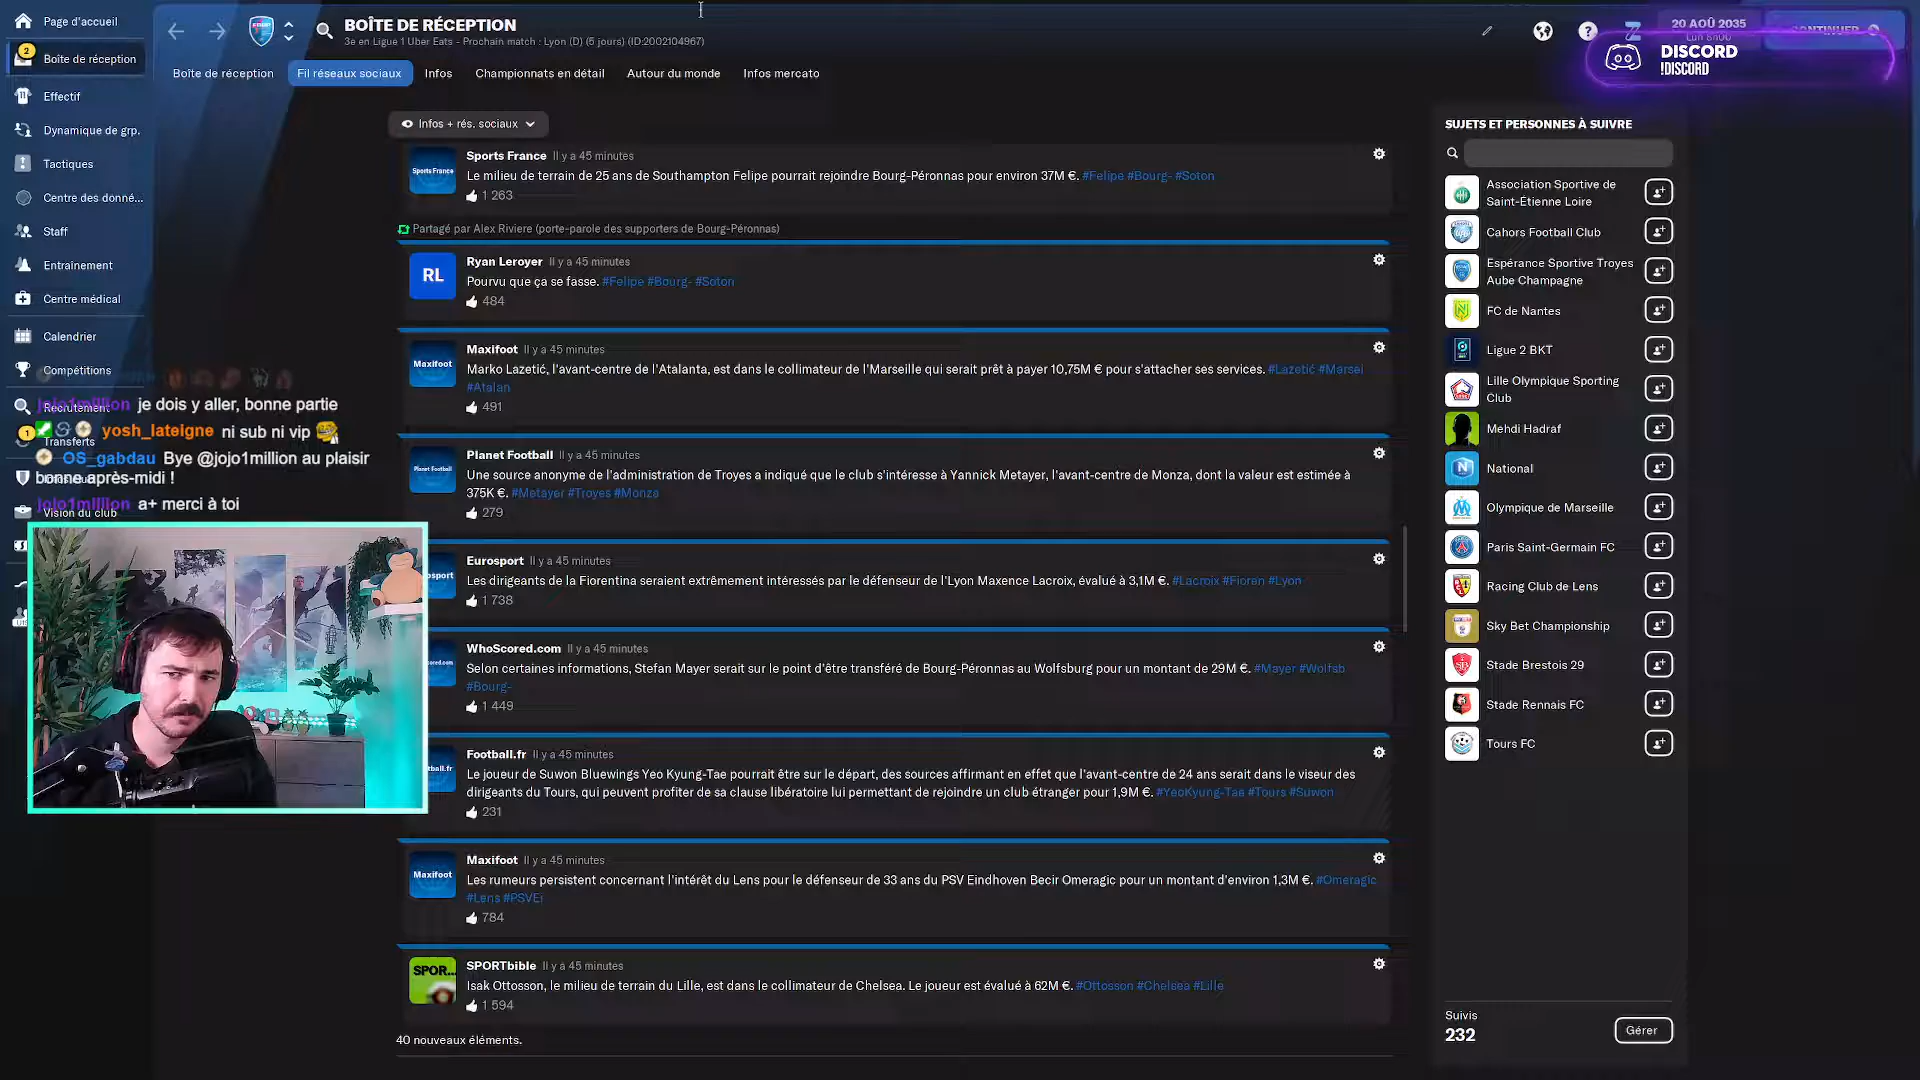 Page d'accueil
2
Boîte de réception
Effectif
Dynamique de grp.
Tactiques
Centre des donné...
Staff
Entraînement
Centre médical
Calendrier
Compétitions
Recrutement
1
Transferts
Vision du club
jojo1million je dois y aller, bonne partie
yosh_lateigne ni sub ni vip
OS_gabdau Bye @jojo1million au plaisir
bonne après-midi !
jojo1million a+ merci à toi
BOÎTE DE RÉCEPTION
3e en Ligue 1 Uber Eats - Prochain match : Lyon (D) (5 jours) (ID:2002104967)
20 AOÛ 2035
CONTINUER
DISCORD
!DISCORD
Boîte de réception
Fil réseaux sociaux
Infos
Championnats en détail
Autour du monde
Infos mercato
Infos + rés. sociaux
Sports France
Sports France Il y a 45 minutes
Le milieu de terrain de 25 ans de Southampton Felipe pourrait rejoindre Bourg-Péronnas pour environ 37M €. #Felipe #Bourg- #Soton
1 263
Partagé par Alex Riviere (porte-parole des supporters de Bourg-Péronnas)
RL
Ryan Leroyer Il y a 45 minutes
Pourvu que ça se fasse. #Felipe #Bourg- #Soton
484
Maxifoot
Maxifoot Il y a 45 minutes
Marko Lazetić, l'avant-centre de l'Atalanta, est dans le collimateur de l'Marseille qui serait prêt à payer 10,75M € pour s'attacher ses services. #Lazetić #Marsei
#Atalan
491
Planet Football
Planet Football Il y a 45 minutes
Une source anonyme de l'administration de Troyes a indiqué que le club s'intéresse à Yannick Metayer, l'avant-centre de Monza, dont la valeur est estimée à
375K €. #Metayer #Troyes #Monza
279
Eurosport Il y a 45 minutes
Les dirigeants de la Fiorentina seraient extrêmement intéressés par le défenseur de l'Lyon Maxence Lacroix, évalué à 3,1M €. #Lacroix #Fioren #Lyon
1 738
WhoScored.com Il y a 45 minutes
Selon certaines informations, Stefan Mayer serait sur le point d'être transféré de Bourg-Péronnas au Wolfsburg pour un montant de 29M €. #Mayer #Wolfsb
#Bourg-
1 449
Football.fr Il y a 45 minutes
Le joueur de Suwon Bluewings Yeo Kyung-Tae pourrait être sur le départ, des sources affirmant en effet que l'avant-centre de 24 ans serait dans le viseur des
dirigeants du Tours, qui peuvent profiter de sa clause libératoire lui permettant de rejoindre un club étranger pour 1,9M €. #YeoKyung-Tae #Tours #Suwon
231
Maxifoot
Maxifoot Il y a 45 minutes
Les rumeurs persistent concernant l'intérêt du Lens pour le défenseur de 33 ans du PSV Eindhoven Becir Omeragic pour un montant d'environ 1,3M €. #Omeragic
#Lens #PSVEi
784
SPOR...
SPORTbible Il y a 45 minutes
Isak Ottosson, le milieu de terrain du Lille, est dans le collimateur de Chelsea. Le joueur est évalué à 62M €. #Ottosson #Chelsea #Lille
1 594
40 nouveaux éléments.
SUJETS ET PERSONNES À SUIVRE
Association Sportive de
Saint-Étienne Loire
Cahors Football Club
Espérance Sportive Troyes
Aube Champagne
FC de Nantes
Ligue 2 BKT
Lille Olympique Sporting
Club
Mehdi Hadraf
National
Olympique de Marseille
Paris Saint-Germain FC
Racing Club de Lens
Sky Bet Championship
Stade Brestois 29
Stade Rennais FC
Tours FC
Suivis
232
Gérer